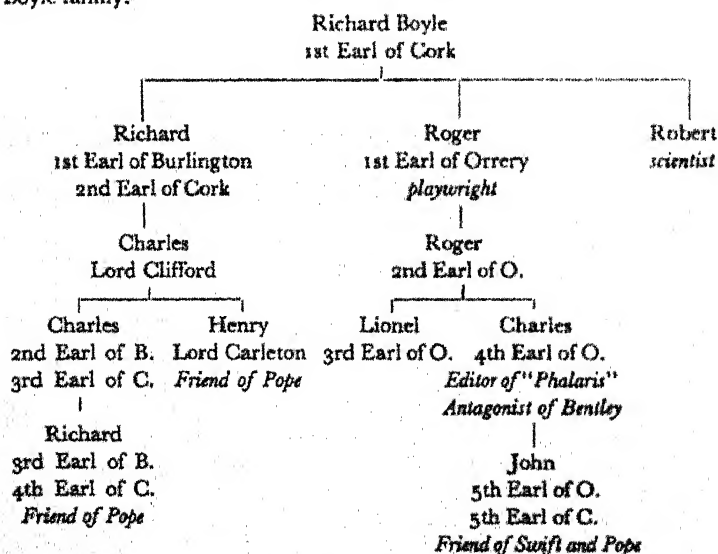 Boyle family.
Richard Boyle
1st Earl of Cork
Richard
1st Earl of Burlington
2nd Earl of Cork
Roger
1st Earl of Orrery
playwright
Robert
scientist
Charles
Lord Clifford
Roger
2nd Earl of O.
Charles
2nd Earl of B.
3rd Earl of C.
Henry
Lord Carleton
Friend of Pope
Lionel
3rd Earl of O.
Charles
4th Earl of O.
Editor of "Phalaris"
Antagonist of Bentley
Richard
3rd Earl of B.
4th Earl of C.
Friend of Pope
John
5th Earl of O.
5th Earl of C.
Friend of Swift and Pope